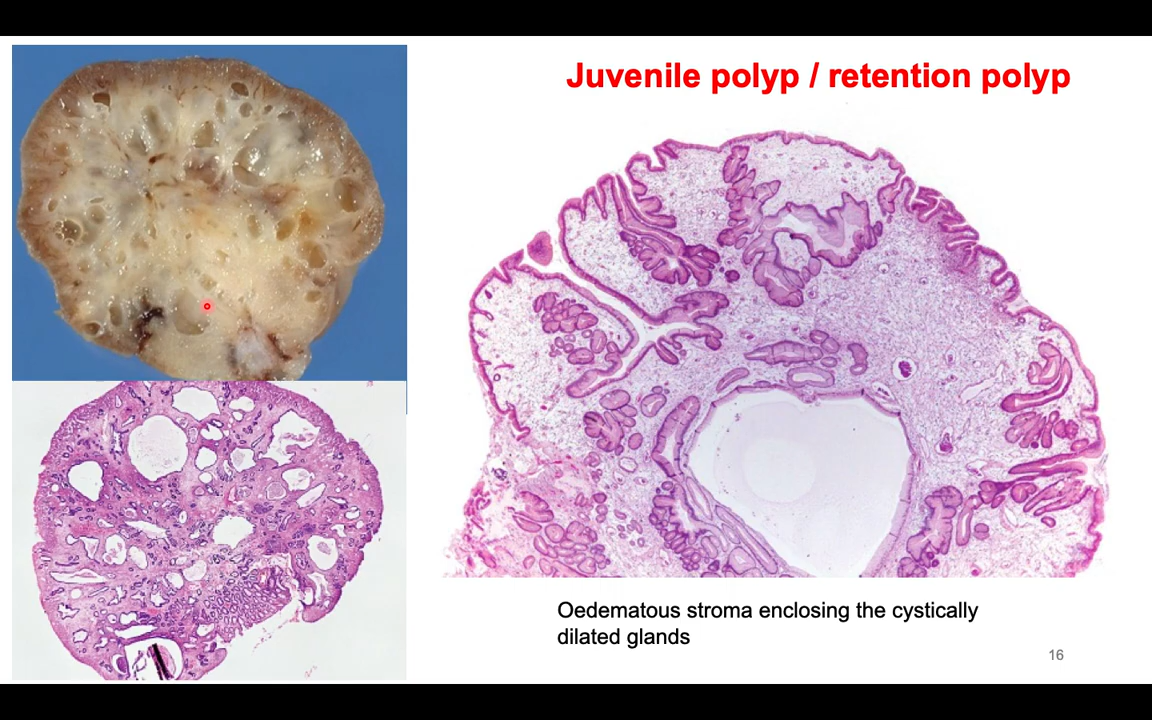 Juvenile polyp / retention polyp
Oedematous stroma enclosing the cystically
dilated glands
16